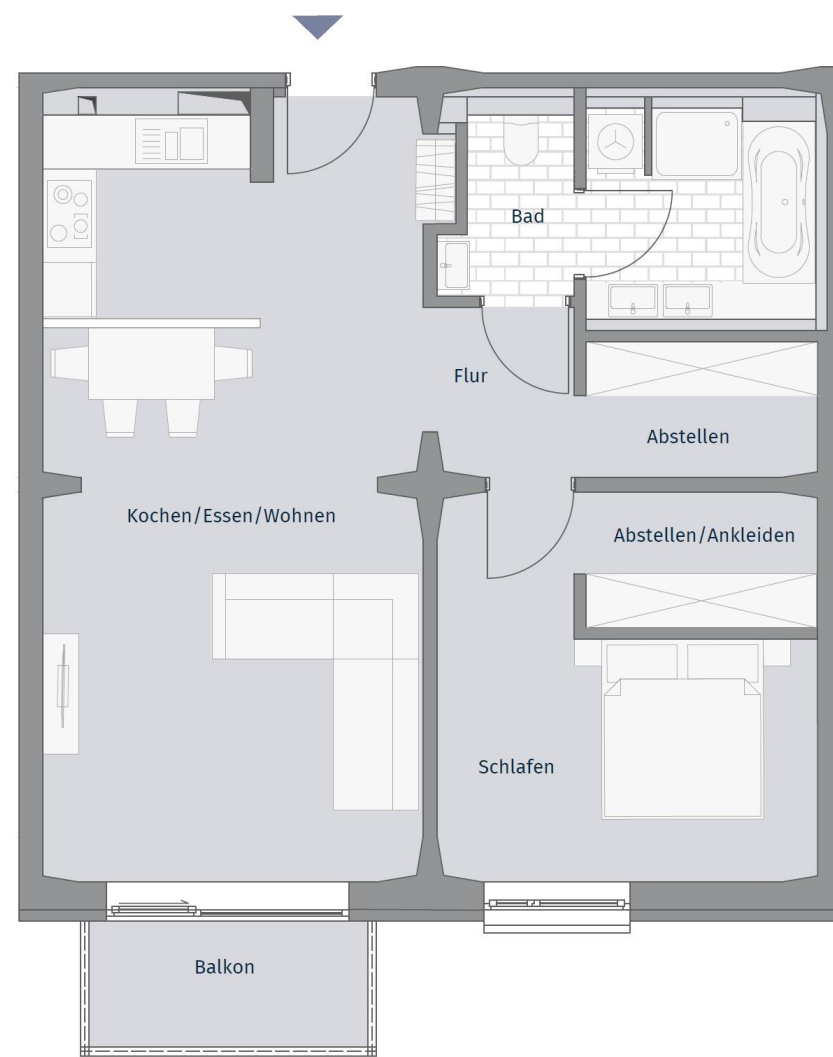 Bad
Flur
Abstellen
Kochen/Essen/Wohnen
Abstellen/Ankleiden
Schlafen
Balkon